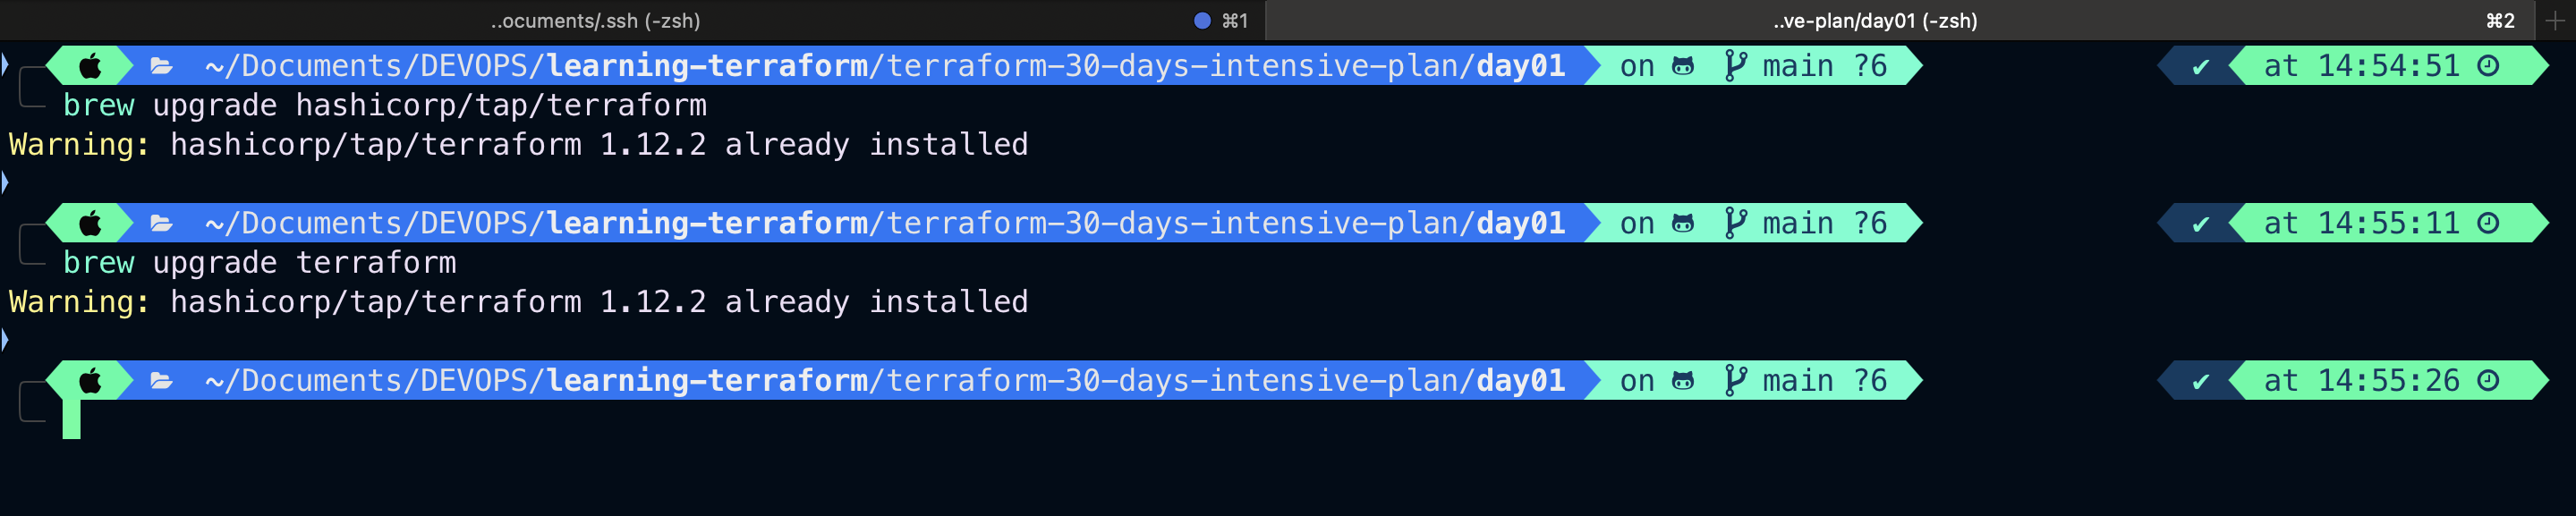 ..ocuments/.ssh (-zsh) ⌘1 ..ve-plan/day01 (-zsh) ⌘2 +
~/Documents/DEVOPS/learning-terraform/terraform-30-days-intensive-plan/day01 on main ?6 ✔ at 14:54:51
brew upgrade hashicorp/tap/terraform
Warning: hashicorp/tap/terraform 1.12.2 already installed
~/Documents/DEVOPS/learning-terraform/terraform-30-days-intensive-plan/day01 on main ?6 ✔ at 14:55:11
brew upgrade terraform
Warning: hashicorp/tap/terraform 1.12.2 already installed
~/Documents/DEVOPS/learning-terraform/terraform-30-days-intensive-plan/day01 on main ?6 ✔ at 14:55:26